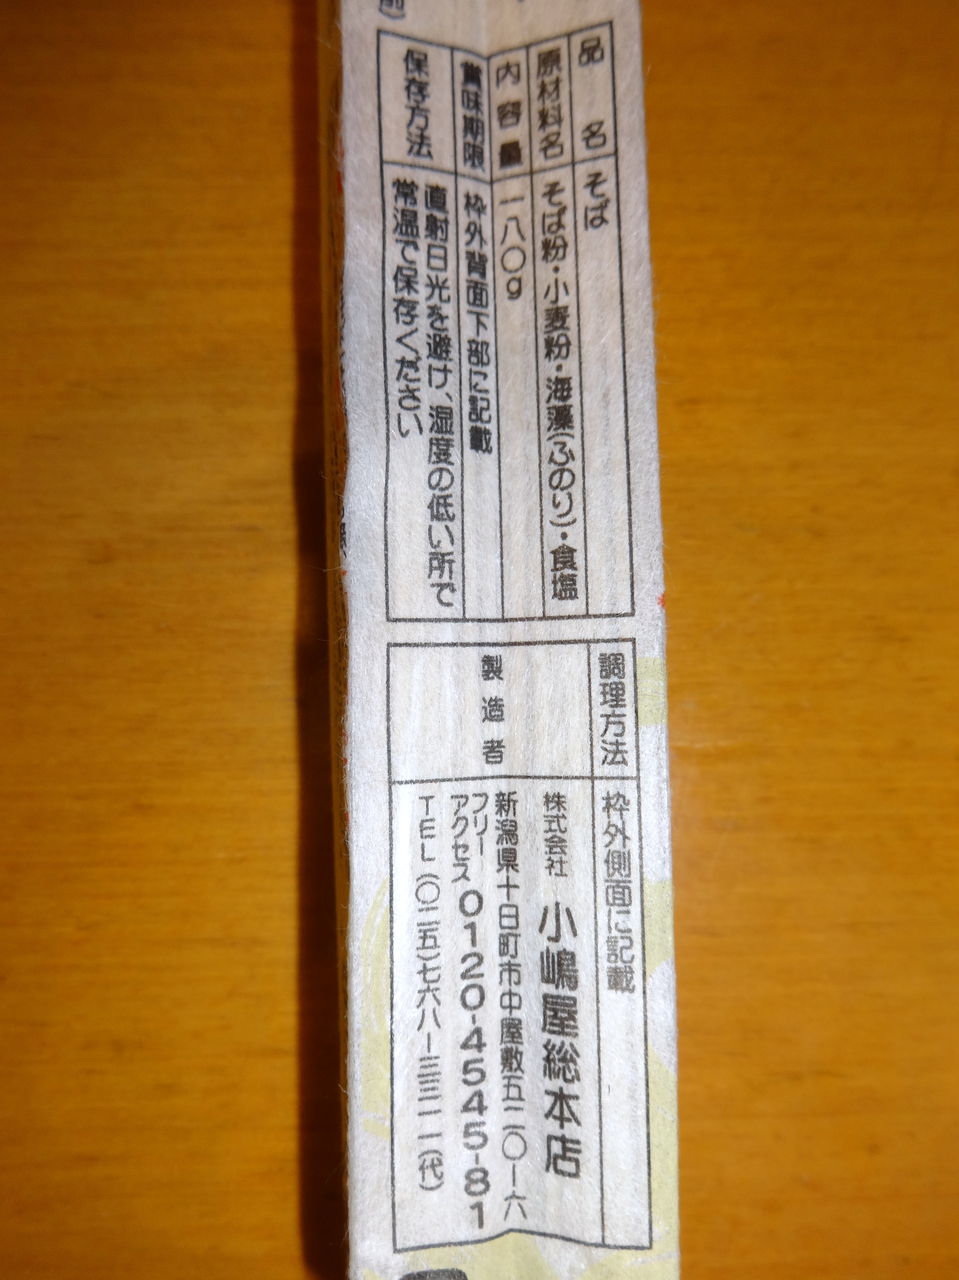 品名 そば
原材料名 そば粉・小麦粉・海藻(ふのり)・食塩
内容量 一八〇g
賞味期限 枠外背面下部に記載
保存方法 直射日光を避け、湿度の低い所で
常温で保存ください
調理方法 枠外側面に記載
製造者
株式会社 小嶋屋総本店
新潟県十日町市中屋敷五二〇ー六
フリーアクセス 0120-4545-81
TEL(〇二五)七六八ー三三一一(代)